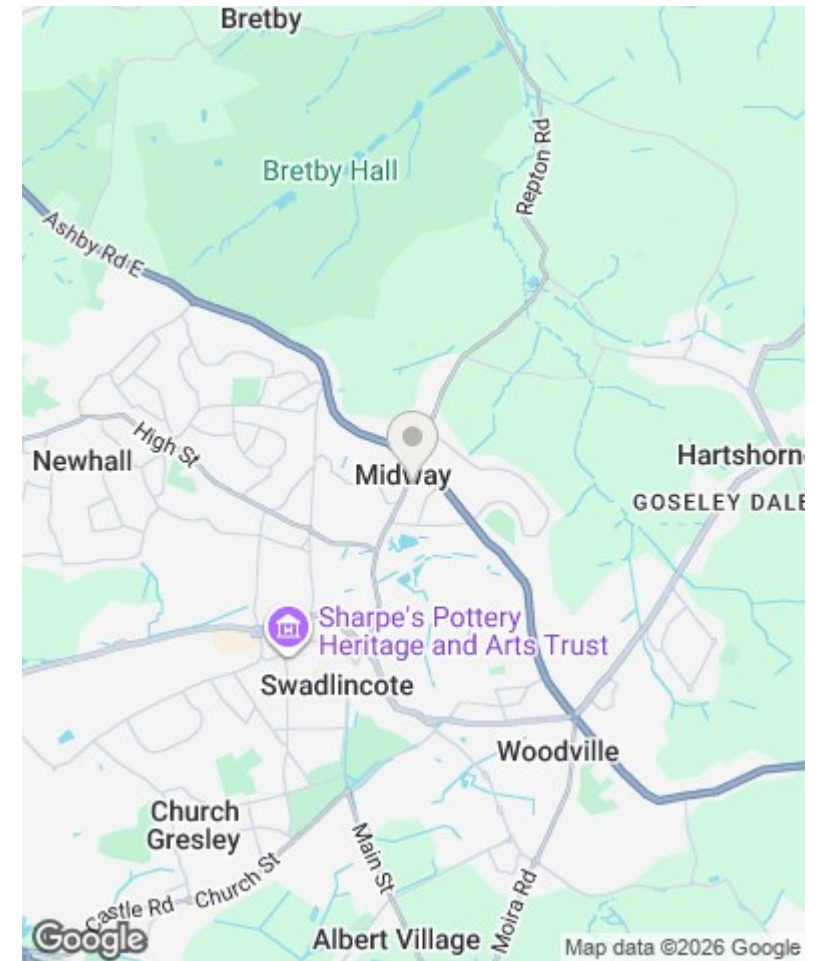 Bretby
Bretby Hall
Repton Rd
Ashby Rd E
High St
Newhall
Midway
Hartshorn
GOSELEY DALE
Sharpe's Pottery
Heritage and Arts Trust
Swadlincote
Woodville
Church
Gresley
Main St
Castle Rd
Church St
Moira Rd
Albert Village
Google
Map data ©2026 Google